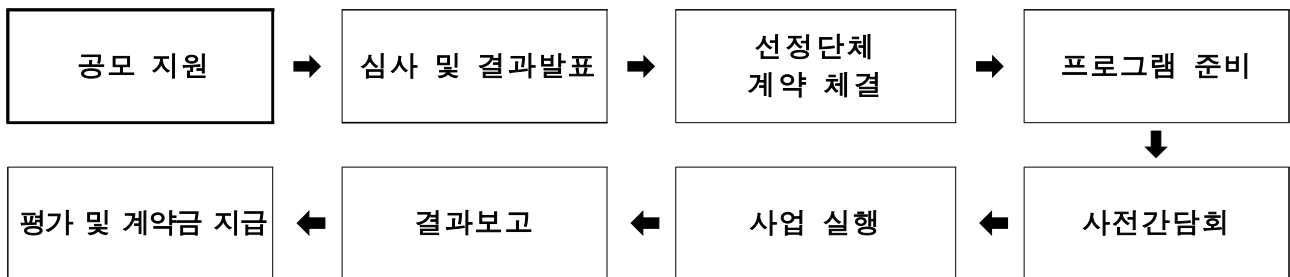 공모 지원
심사 및 결과발표
선정단체
계약 체결
프로그램 준비
사전간담회
사업 실행
결과보고
평가 및 계약금 지급